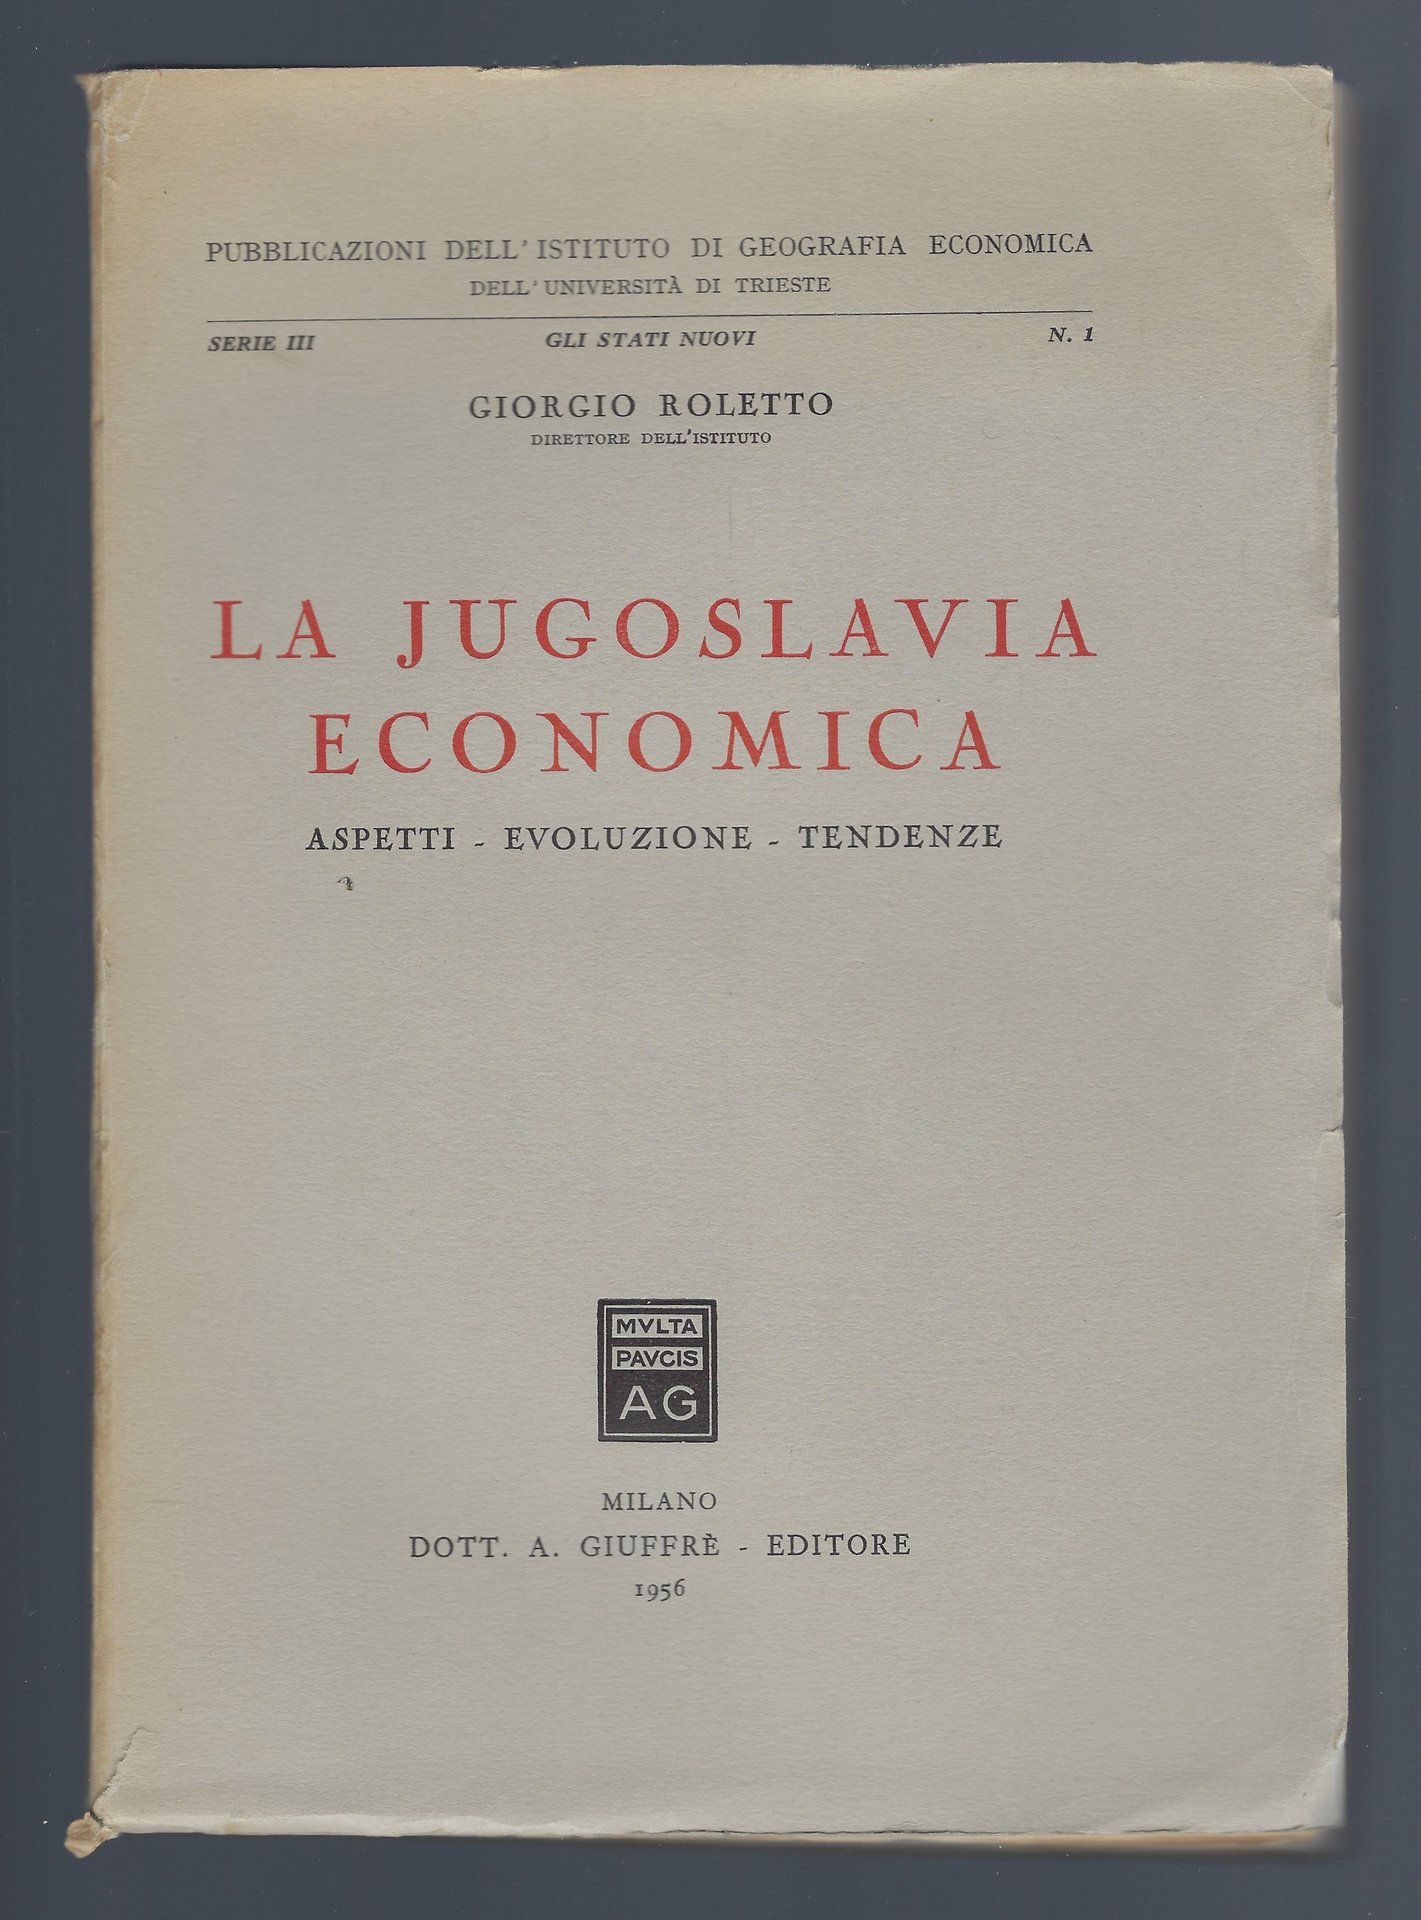 PUBBLICAZIONI DELL'ISTITUTO DI GEOGRAFIA ECONOMICA
DELL'UNIVERSITÀ DI TRIESTE
SERIE III GLI STATI NUOVI N. 1
GIORGIO ROLETTO
DIRETTORE DELL'ISTITUTO
LA JUGOSLAVIA
ECONOMICA
ASPETTI - EVOLUZIONE - TENDENZE
MVLTA
PAVCIS
AG
MILANO
DOTT. A. GIUFFRÈ - EDITORE
1956